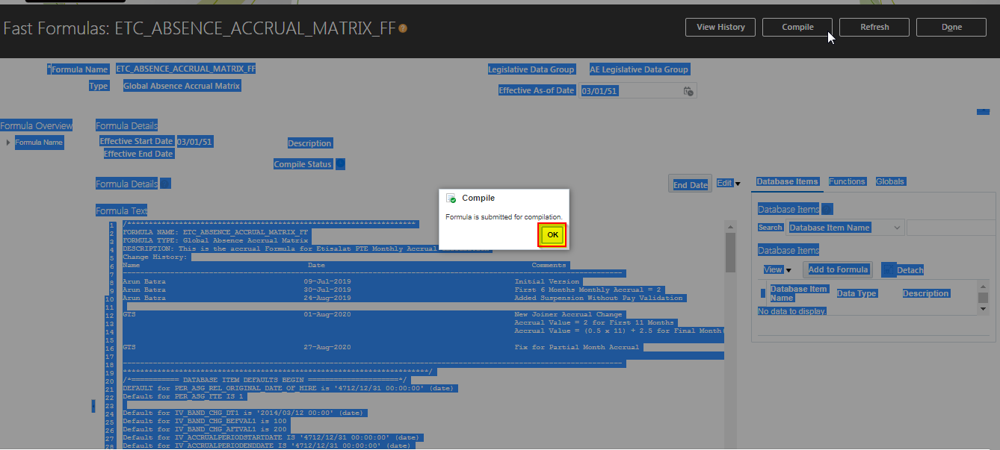 Fast Formulas: ETC_ABSENCE_ACCRUAL_MATRIX_FF
View History
Compile
Refresh
Done
*Formula Name ETC_ABSENCE_ACCRUAL_MATRIX_FF
Type Global Absence Accrual Matrix
Legislative Data Group AE Legislative Data Group
Effective As-of Date 03/01/51
Formula Overview
Formula Name
Formula Details
Effective Start Date 03/01/51
Effective End Date
Description
Compile Status
Formula Details
End Date
Edit
Formula Text
1 /*************************************************************
2 FORMULA NAME: ETC_ABSENCE_ACCRUAL_MATRIX_FF
3 FORMULA TYPE: Global Absence Accrual Matrix
4 DESCRIPTION: This is the accrual Formula for Etisalat PTE Monthly Accrual
5 Change History:
6 Name Date Comments
7 --------------------------------------------------
8 Arun Batra 09-Jul-2019 Initial Version
9 Arun Batra 30-Jul-2019 First 6 Months Monthly Accrual = 2
10 Arun Batra 24-Aug-2019 Added Suspension Without Pay Validation
11
12 GTS 01-Aug-2020 New Joiner Accrual Change
13 Accrual Value = 2 for First 11 Months
14 Accrual Value = (0.5 x 11) + 2.5 for Final Month(
15
16 GTS 27-Aug-2020 Fix for Partial Month Accrual
17
18 --------------------------------------------------
19 *****************************************************************/
20 /*=========== DATABASE ITEM DEFAULTS BEGIN =====================*/
21 DEFAULT for PER_ASG_REL_ORIGINAL_DATE_OF_HIRE is '4712/12/31 00:00:00' (date)
22 Default for PER_ASG_FTE IS 1
23
24 Default for IV_BAND_CHG_DT1 is '2014/03/12 00:00' (date)
25 Default for IV_BAND_CHG_BEFVAL1 is 100
26 Default for IV_BAND_CHG_AFTVAL1 is 200
27 Default for IV_ACCRUALPERIODSTARTDATE IS '4712/12/31 00:00:00' (date)
28 Default for IV_ACCRUALPERIODENDDATE IS '4712/12/31 00:00:00' (date)
Compile
Formula is submitted for compilation.
OK
Database Items
Functions
Globals
Database Items
Search Database Item Name
Database Items
View
Add to Formula
Detach
Database Item
Name
Data Type
Description
No data to display.